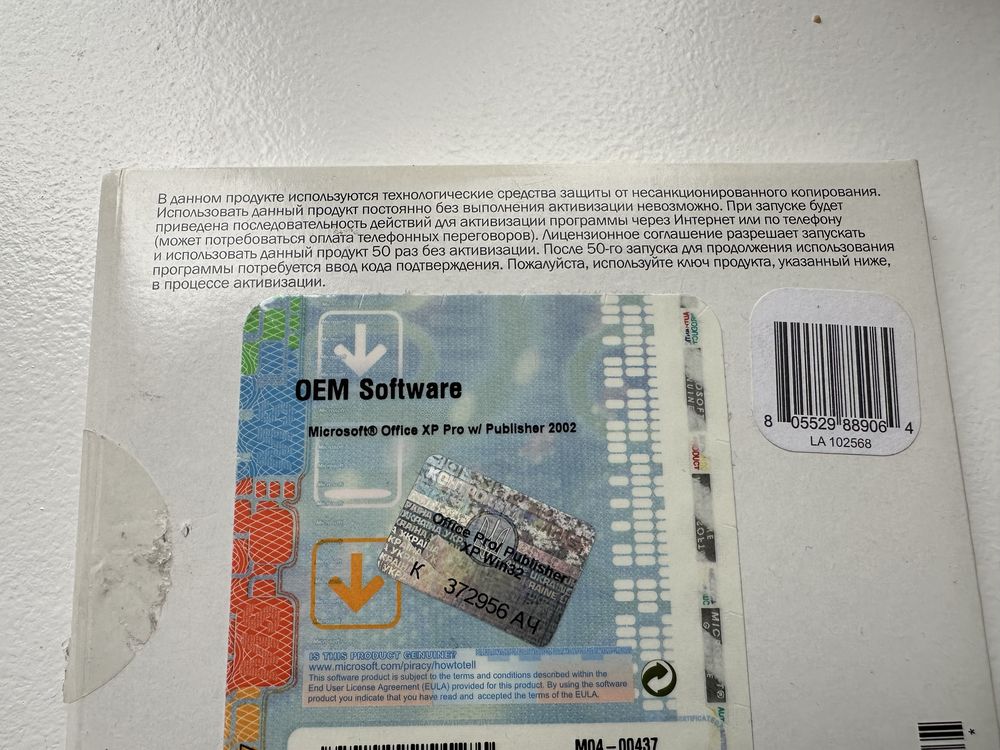 В данном продукте используются технологические средства защиты от несанкционированного копирования.
Использовать данный продукт постоянно без выполнения активизации невозможно. При запуске будет
приведена последовательность действий для активизации программы через Интернет или по телефону
(может потребоваться оплата телефонных переговоров). Лицензионное соглашение разрешает запускать
и использовать данный продукт 50 раз без активизации. После 50-го запуска для продолжения использования
программы потребуется ввод кода подтверждения. Пожалуйста, используйте ключ продукта, указанный ниже,
в процессе активизации.
OEM Software
Microsoft® Office XP Pro w/ Publisher 2002
8 05529 88906 4
LA 102568
Office Pro/ Publisher
XP Win32
К 372956 АЧ
IS THIS PRODUCT GENUINE?
www.microsoft.com/piracy/howtotell
This software product is subject to the terms and conditions described within the
End User License Agreement (EULA) provided for this product. By using the software
product you indicate that you have read and accepted the terms of the EULA.
M04-00437